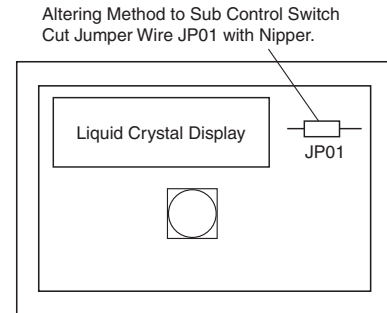 Altering Method to Sub Control Switch
Cut Jumper Wire JP01 with Nipper.
Liquid Crystal Display
JP01